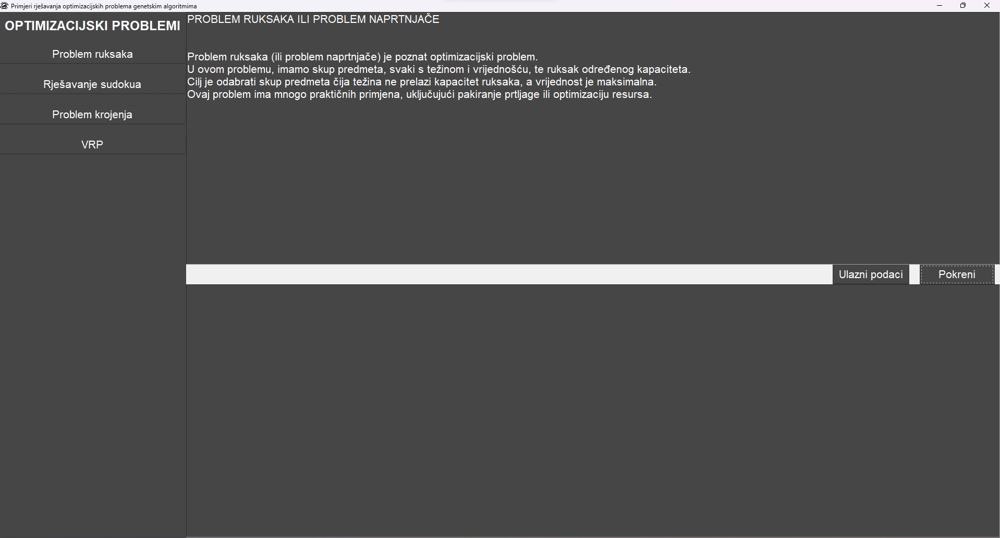 Primjeri rješavanja optimizacijskih problema genetskim algoritmima
OPTIMIZACIJSKI PROBLEMI
Problem ruksaka
Rješavanje sudokua
Problem krojenja
VRP
PROBLEM RUKSAKA ILI PROBLEM NAPRTNJAČE
Problem ruksaka (ili problem naprtnjače) je poznat optimizacijski problem.
U ovom problemu, imamo skup predmeta, svaki s težinom i vrijednošću, te ruksak određenog kapaciteta.
Cilj je odabrati skup predmeta čija težina ne prelazi kapacitet ruksaka, a vrijednost je maksimalna.
Ovaj problem ima mnogo praktičnih primjena, uključujući pakiranje prtljage ili optimizaciju resursa.
Ulazni podaci
Pokreni